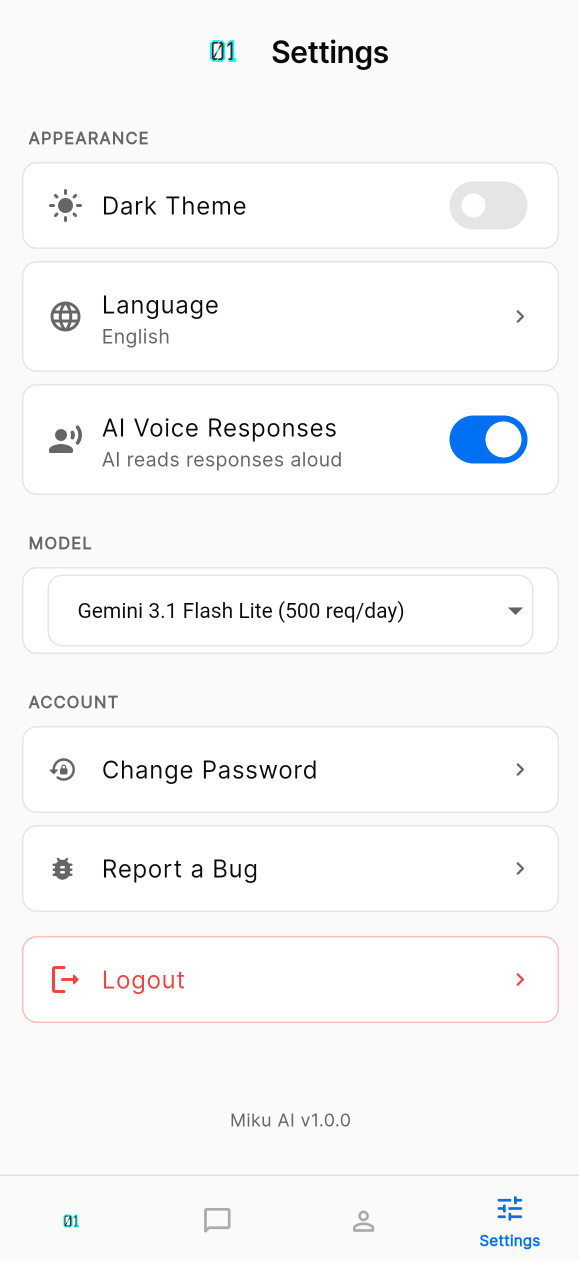 01 Settings
APPEARANCE
Dark Theme
Language
English
AI Voice Responses
AI reads responses aloud
MODEL
Gemini 3.1 Flash Lite (500 req/day)
ACCOUNT
Change Password
Report a Bug
Logout
Miku AI v1.0.0
01
Settings